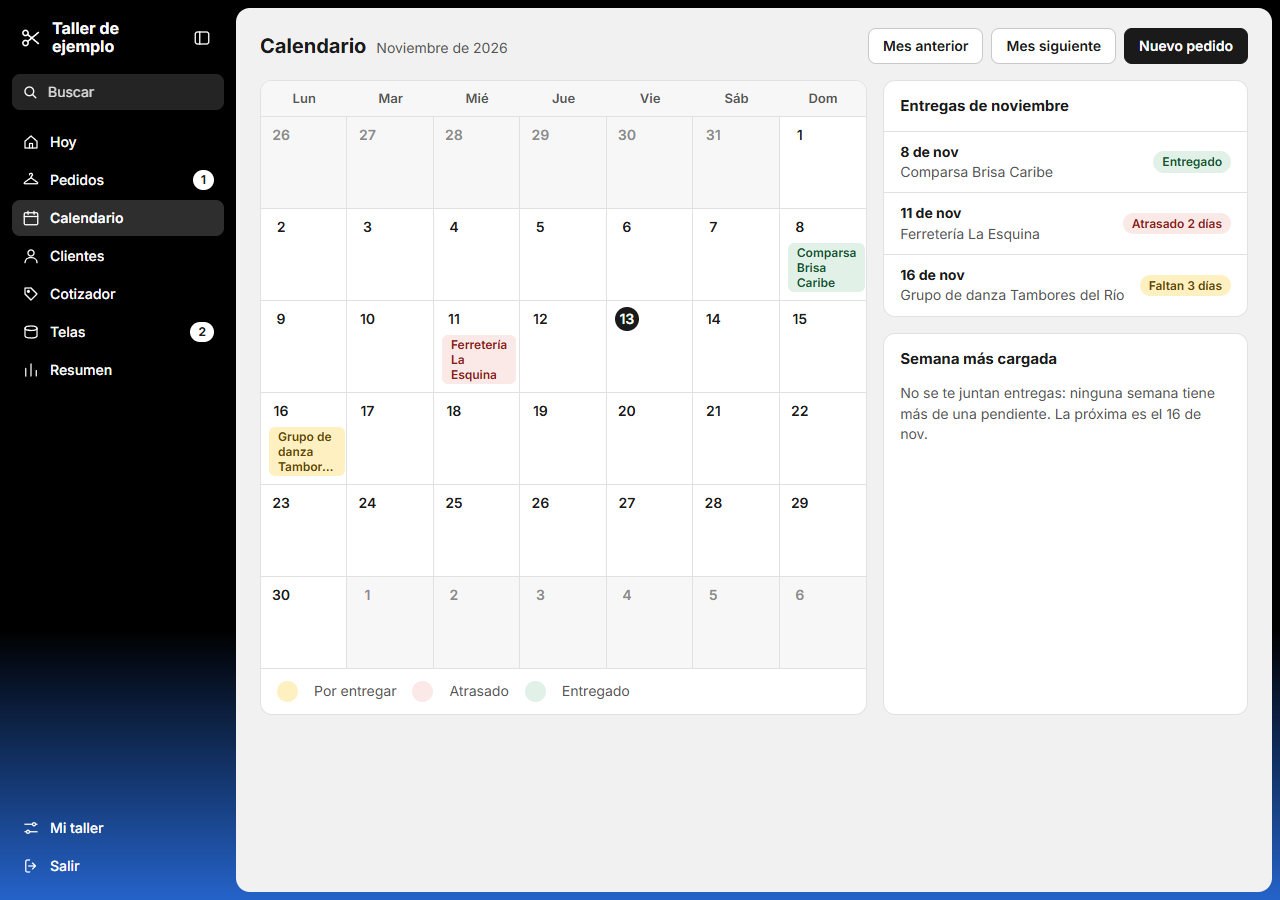 Taller de
ejemplo
Buscar
Hoy
Pedidos 1
Calendario
Clientes
Cotizador
Telas 2
Resumen
Mi taller
Salir
Calendario Noviembre de 2026
Mes anterior Mes siguiente Nuevo pedido
Lun Mar Mié Jue Vie Sáb Dom
26 27 28 29 30 31 1
2 3 4 5 6 7 8
Comparsa
Brisa
Caribe
9 10 11 12 13 14 15
Ferretería
La
Esquina
16 17 18 19 20 21 22
Grupo de
danza
Tambor...
23 24 25 26 27 28 29
30 1 2 3 4 5 6
Por entregar Atrasado Entregado
Entregas de noviembre
8 de nov
Comparsa Brisa Caribe
Entregado
11 de nov
Ferretería La Esquina
Atrasado 2 días
16 de nov
Grupo de danza Tambores del Río
Faltan 3 días
Semana más cargada
No se te juntan entregas: ninguna semana tiene
más de una pendiente. La próxima es el 16 de
nov.